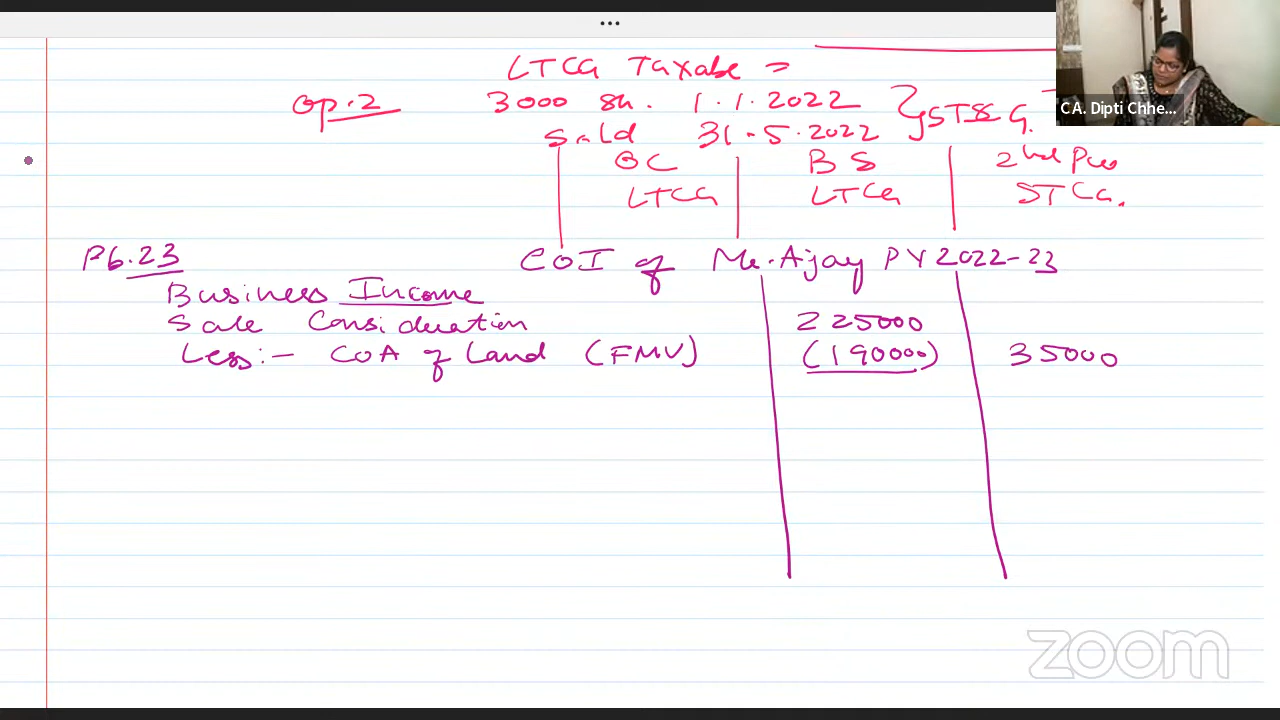 LTCG Taxable =
Op. 2 3000 sh. 1.1.2022 } STCG.
Sold 31-5-2022
OC BS 2nd
LTCG LTCG STCG.
P6.23 COI of Mr. Ajay PY 2022-23
Business Income
Sale Consideration 225000
Less:- COA of Land (FMV) (190000) 35000
CA. Dipti Chhe...
zoom